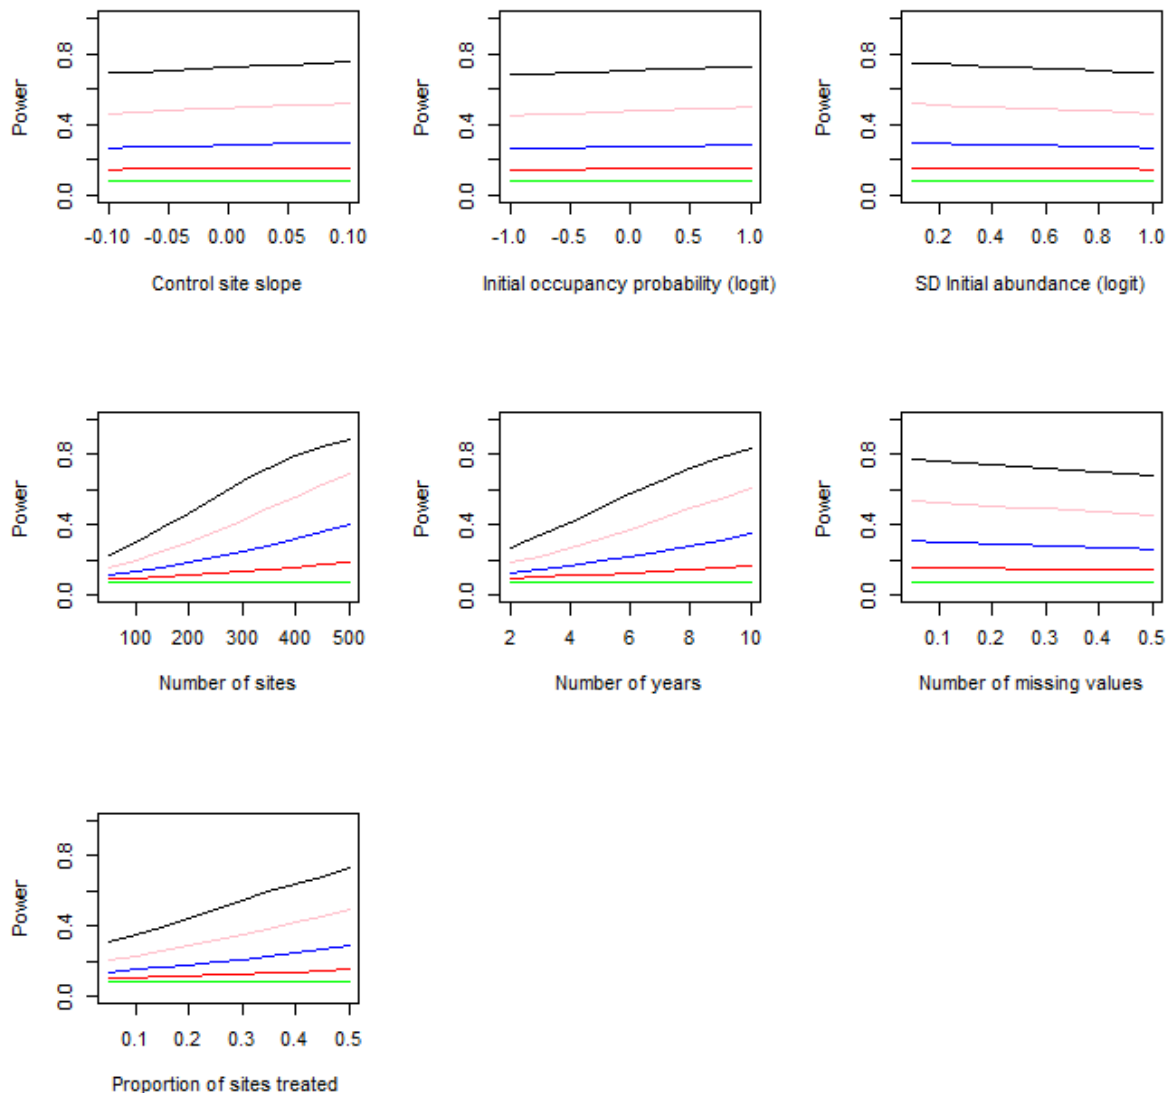 Power
0.0 0.4 0.8
-0.10 -0.05 0.00 0.05 0.10
Control site slope
Power
0.0 0.4 0.8
-1.0 -0.5 0.0 0.5 1.0
Initial occupancy probability (logit)
Power
0.0 0.4 0.8
0.2 0.4 0.6 0.8 1.0
SD Initial abundance (logit)
Power
0.0 0.4 0.8
100 200 300 400 500
Number of sites
Power
0.0 0.4 0.8
2 4 6 8 10
Number of years
Power
0.0 0.4 0.8
0.1 0.2 0.3 0.4 0.5
Number of missing values
Power
0.0 0.4 0.8
0.1 0.2 0.3 0.4 0.5
Proportion of sites treated